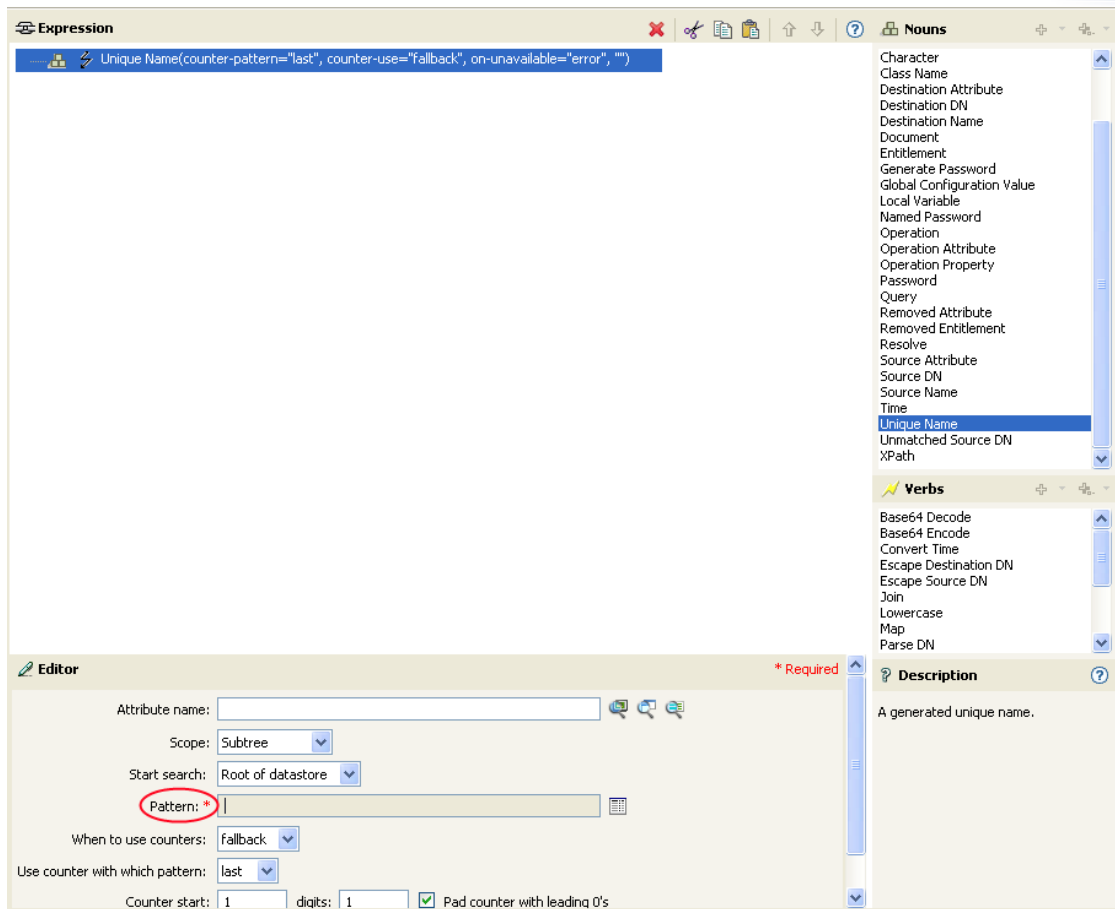 Expression
Unique Name(counter-pattern="last", counter-use="fallback", on-unavailable="error", "")
Nouns
Character
Class Name
Destination Attribute
Destination DN
Destination Name
Document
Entitlement
Generate Password
Global Configuration Value
Local Variable
Named Password
Operation
Operation Attribute
Operation Property
Password
Query
Removed Attribute
Removed Entitlement
Resolve
Source Attribute
Source DN
Source Name
Time
Unique Name
Unmatched Source DN
XPath
Verbs
Base64 Decode
Base64 Encode
Convert Time
Escape Destination DN
Escape Source DN
Join
Lowercase
Map
Parse DN
Editor * Required
Attribute name:
Scope: Subtree
Start search: Root of datastore
Pattern: *
When to use counters: fallback
Use counter with which pattern: last
Counter start: 1 digits: 1 Pad counter with leading 0's
? Description ?
A generated unique name.